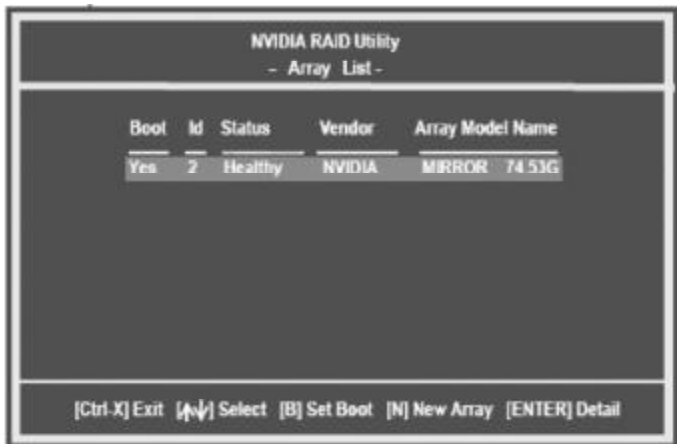 NVIDIA RAID Utility
- Array List -
Boot Id Status Vendor Array Model Name
Yes 2 Healthy NVIDIA MIRROR 74.53G
[Ctrl-X] Exit [↑↓] Select [B] Set Boot [N] New Array [ENTER] Detail